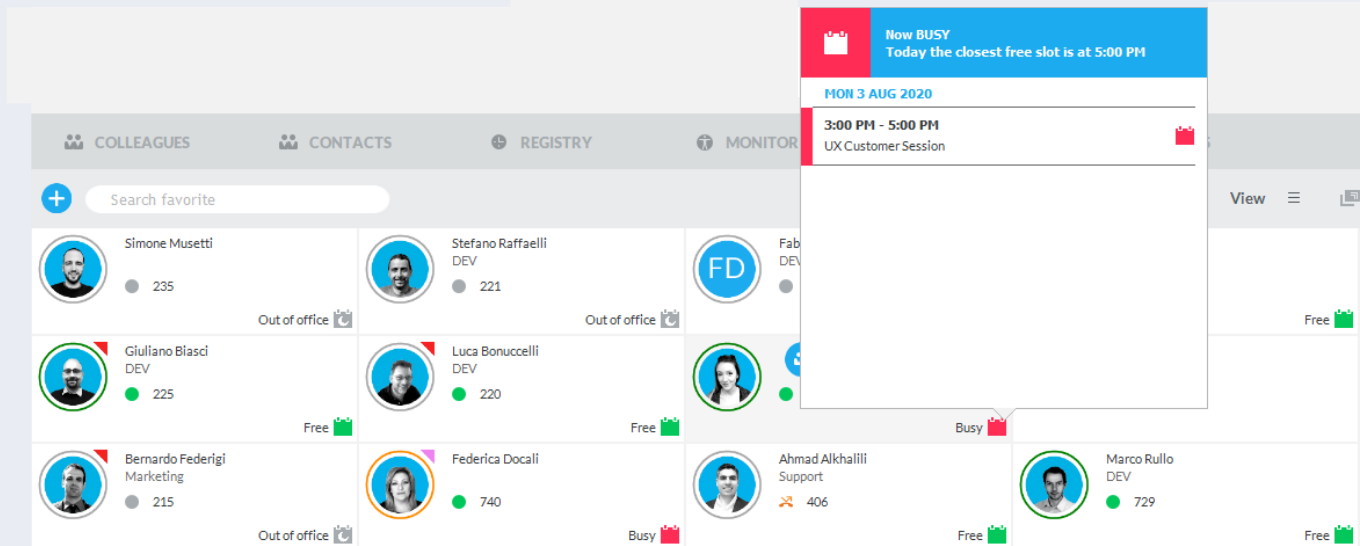 Now BUSY
Today the closest free slot is at 5:00 PM
MON 3 AUG 2020
3:00 PM - 5:00 PM
UX Customer Session
COLLEAGUES
CONTACTS
REGISTRY
MONITOR
Search favorite
View
Simone Musetti
235
Out of office
Stefano Raffaelli
DEV
221
Out of office
FD
Fab
Free
Giuliano Biasci
DEV
225
Free
Luca Bonuccelli
DEV
220
Free
Busy
Bernardo Federigi
Marketing
215
Out of office
Federica Docali
740
Busy
Ahmad Alkhalili
Support
406
Free
Marco Rullo
DEV
729
Free